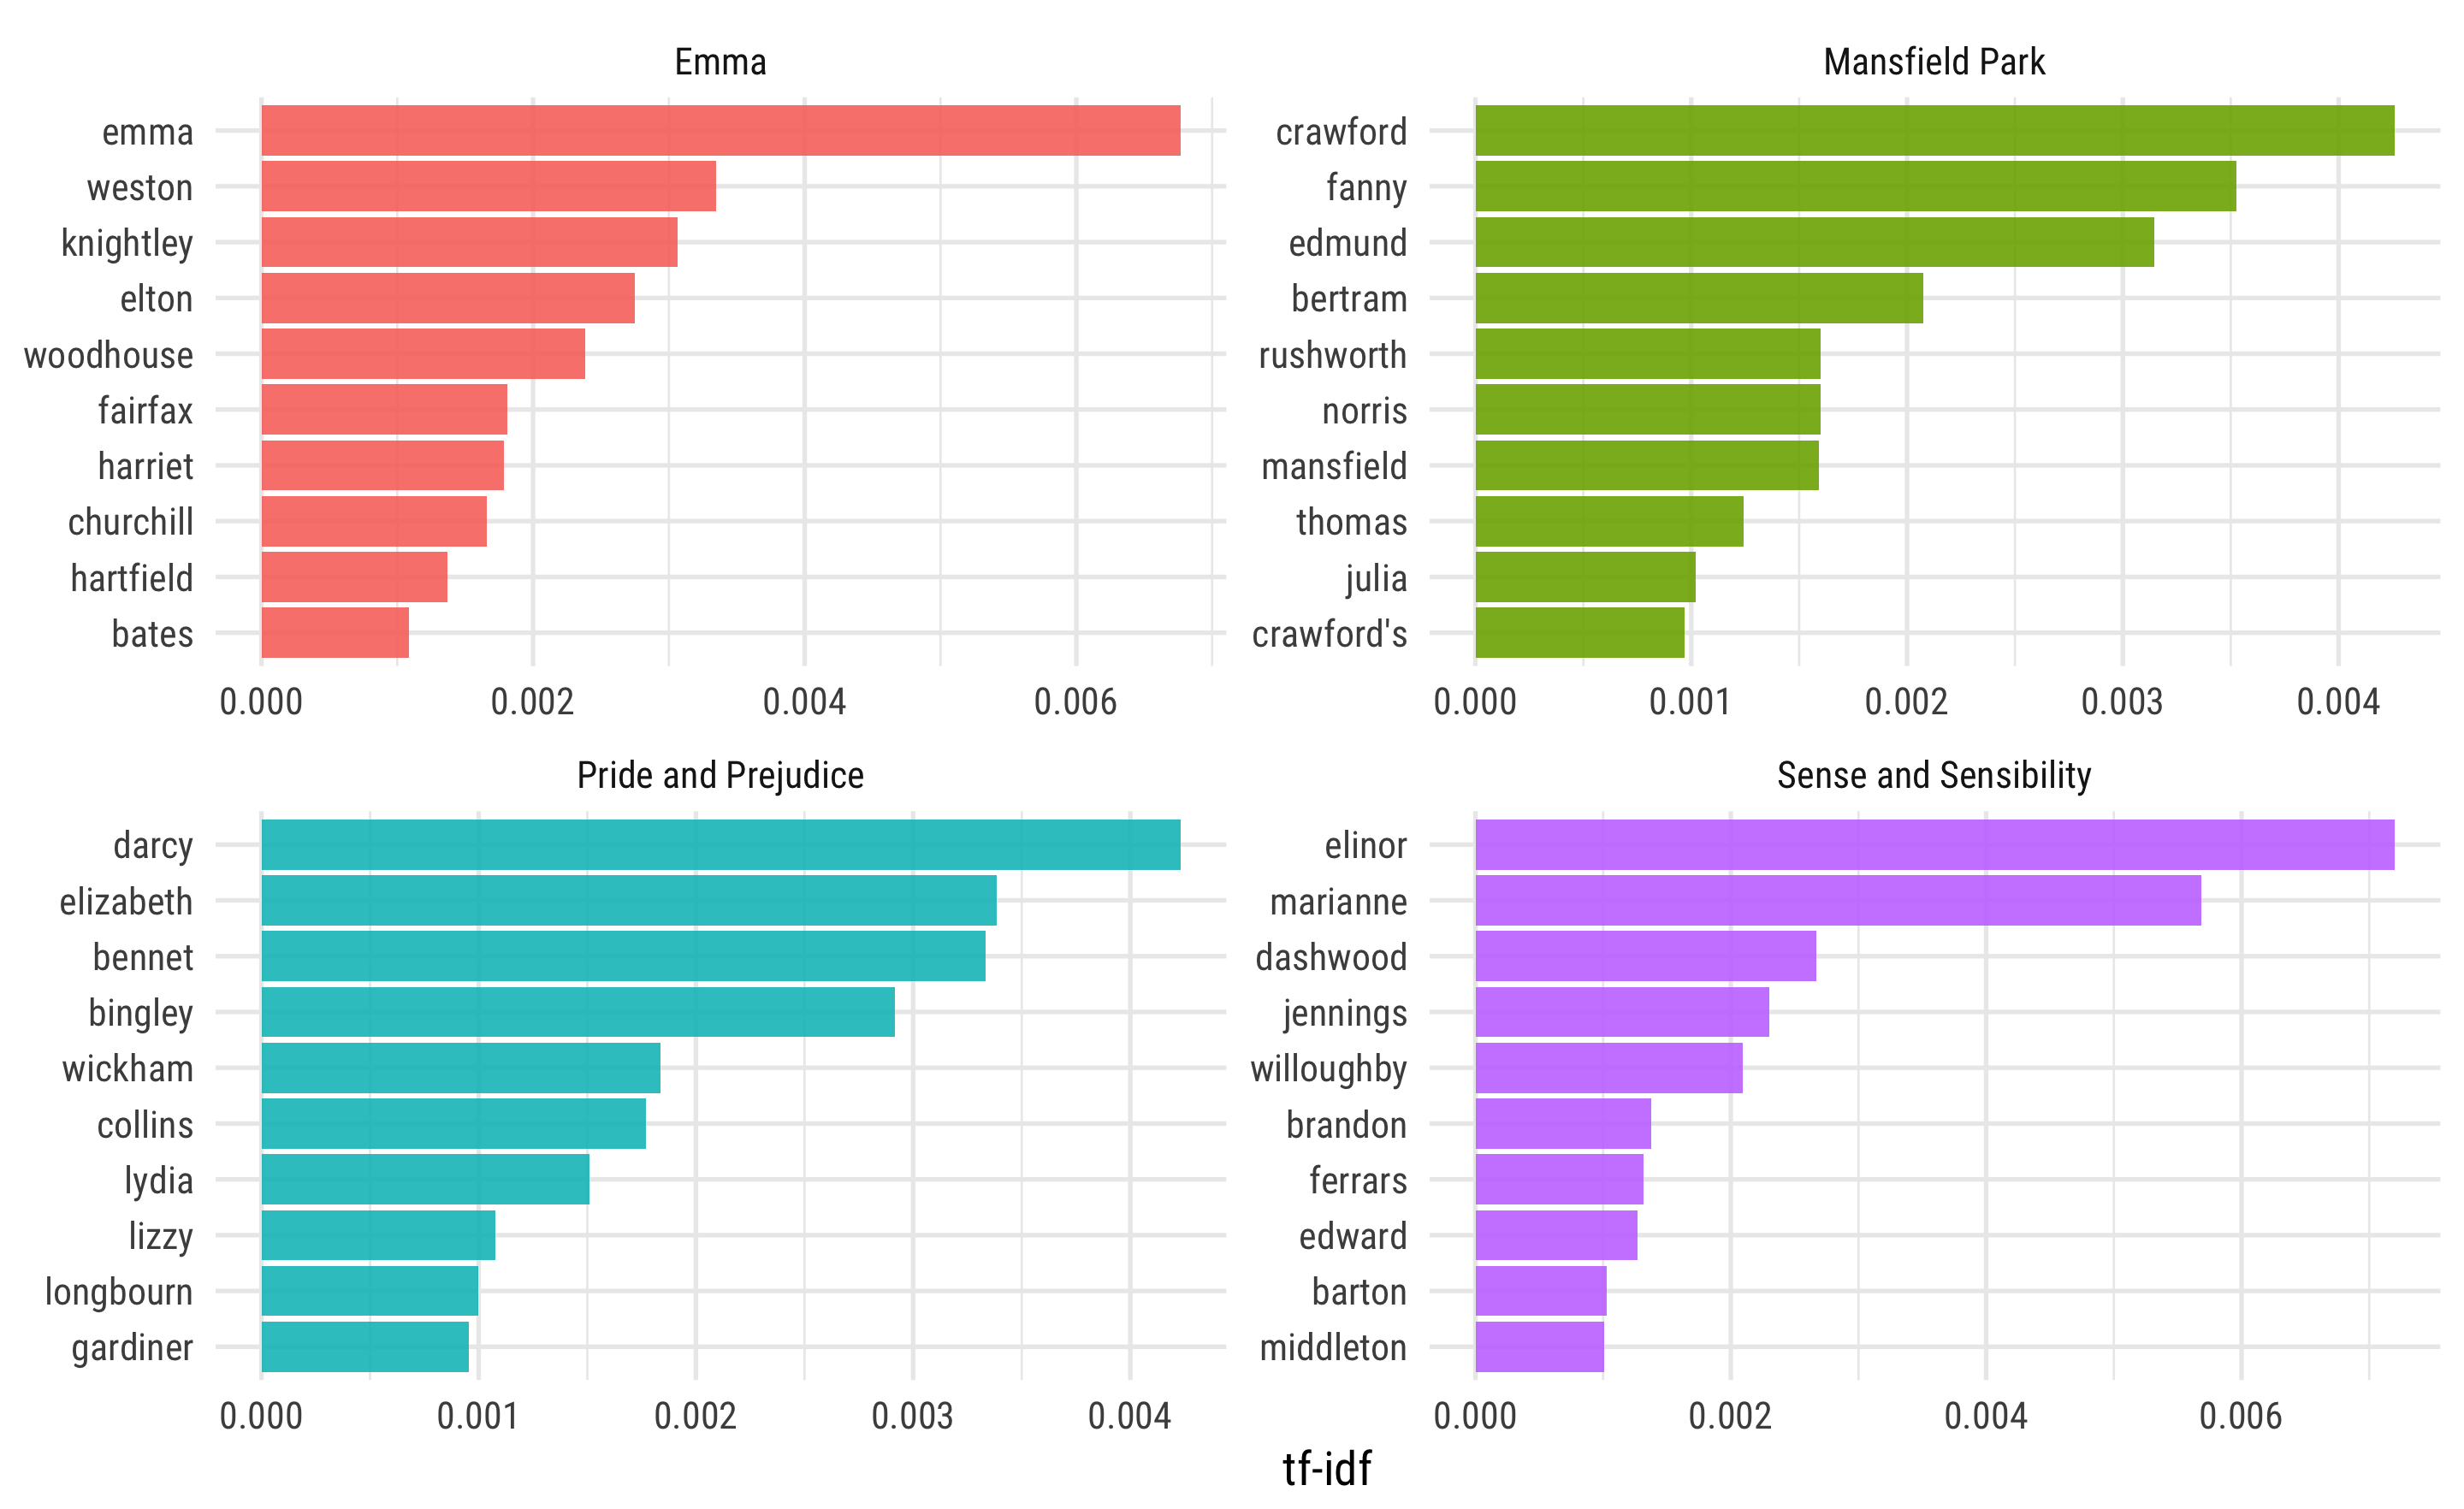 Emma
emma
weston
knightley
elton
woodhouse
fairfax
harriet
churchill
hartfield
bates
0.000 0.002 0.004 0.006
Mansfield Park
crawford
fanny
edmund
bertram
rushworth
norris
mansfield
thomas
julia
crawford's
0.000 0.001 0.002 0.003 0.004
Pride and Prejudice
darcy
elizabeth
bennet
bingley
wickham
collins
lydia
lizzy
longbourn
gardiner
0.000 0.001 0.002 0.003 0.004
Sense and Sensibility
elinor
marianne
dashwood
jennings
willoughby
brandon
ferrars
edward
barton
middleton
0.000 0.002 0.004 0.006
tf-idf